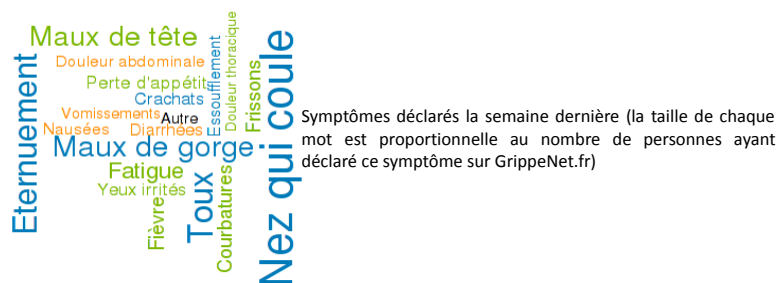 Maux de tête
Douleur abdominale
Perte d'appétit
Crachats
Vomissements
Autre
Nausées
Diarrhées
Maux de gorge
Fatigue
Yeux irrités
Eternuement
Fièvre
Toux
Courbatures
Essoufflement
Douleur thoracique
Frissons
Nez qui coule
Symptômes déclarés la semaine dernière (la taille de chaque
mot est proportionnelle au nombre de personnes ayant
déclaré ce symptôme sur GrippeNet.fr)